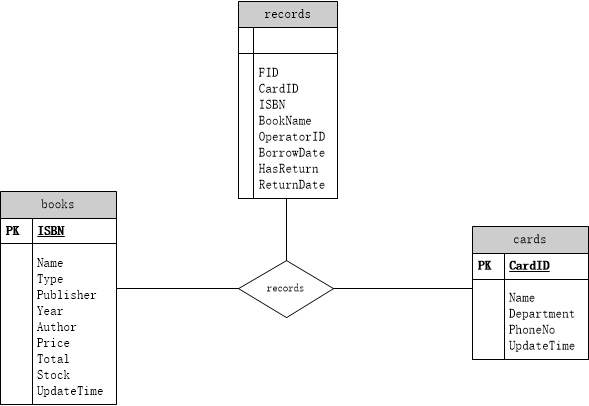 records
FID
CardID
ISBN
BookName
OperatorID
BorrowDate
HasReturn
ReturnDate
books
PK ISBN
Name
Type
Publisher
Year
Author
Price
Total
Stock
UpdateTime
records
cards
PK CardID
Name
Department
PhoneNo
UpdateTime